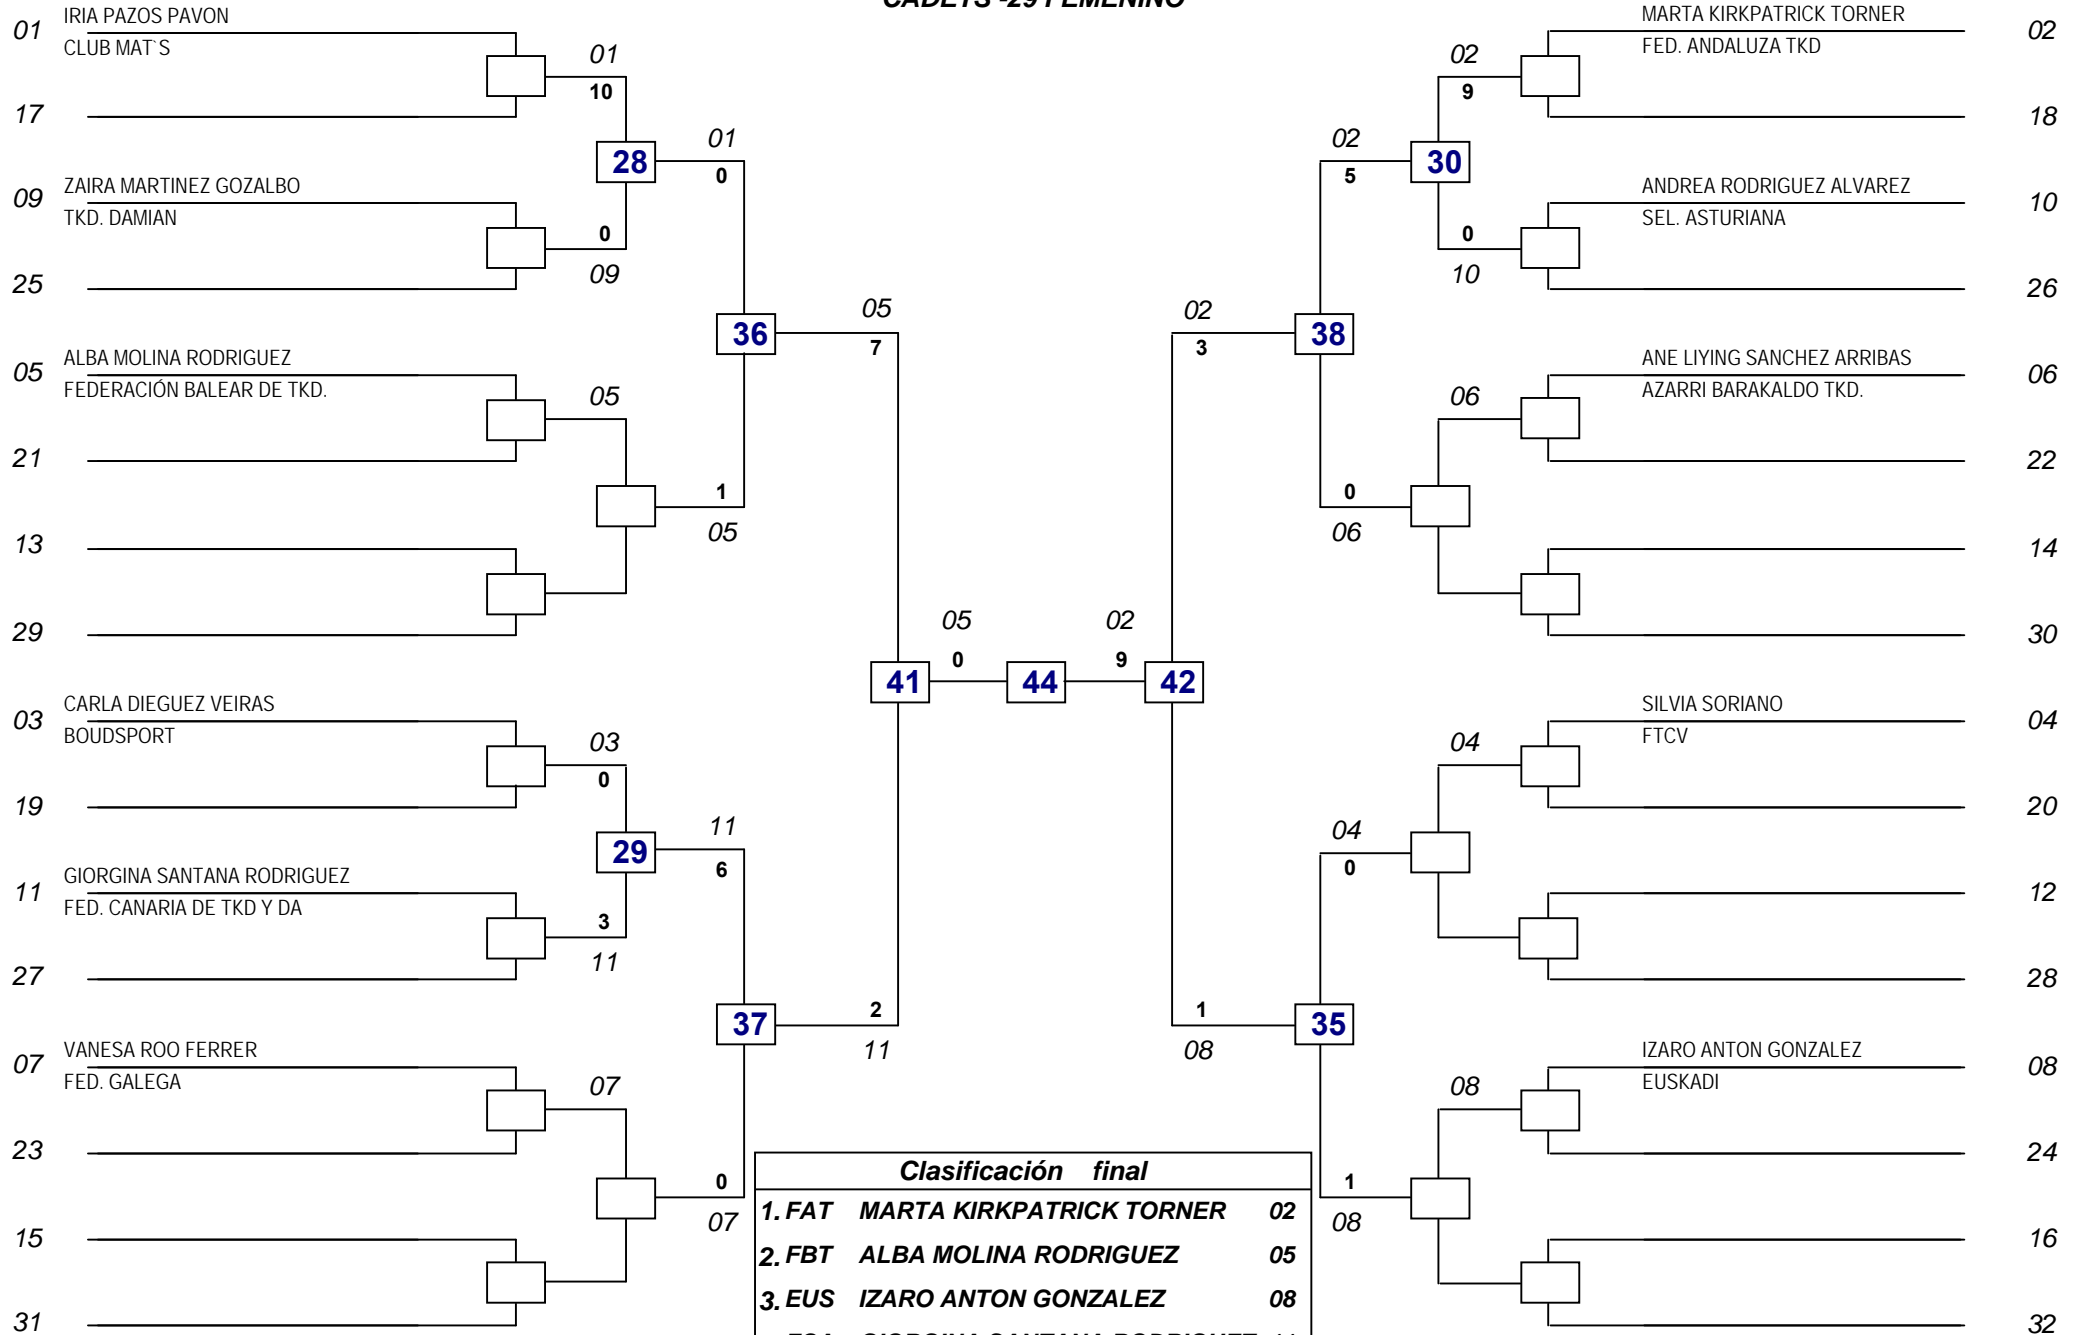 CADETS -29 FEMENINO
01 IRIA PAZOS PAVON
CLUB MAT`S
17
09 ZAIRA MARTINEZ GOZALBO
TKD. DAMIAN
25
05 ALBA MOLINA RODRIGUEZ
FEDERACIÓN BALEAR DE TKD.
21
13
29
03 CARLA DIEGUEZ VEIRAS
BOUDSPORT
19
11 GIORGINA SANTANA RODRIGUEZ
FED. CANARIA DE TKD Y DA
27
07 VANESA ROO FERRER
FED. GALEGA
23
15
31
01
10
28
0
09
05
03
0
29
3
11
07
01
0
36
1
05
11
6
37
0
07
05
7
41
2
11
05
0
44
02
9
42
02
3
38
1
08
35
02
5
30
0
06
04
0
1
08
02
9
0
10
06
04
08
MARTA KIRKPATRICK TORNER 02
FED. ANDALUZA TKD
18
ANDREA RODRIGUEZ ALVAREZ 10
SEL. ASTURIANA
26
ANE LIYING SANCHEZ ARRIBAS 06
AZARRI BARAKALDO TKD.
22
14
30
SILVIA SORIANO 04
FTCV
20
12
28
IZARO ANTON GONZALEZ 08
EUSKADI
24
16
32
Clasificación final
1. FAT MARTA KIRKPATRICK TORNER 02
2. FBT ALBA MOLINA RODRIGUEZ 05
3. EUS IZARO ANTON GONZALEZ 08
GIORGINA SANTANA RODRIGUEZ 11